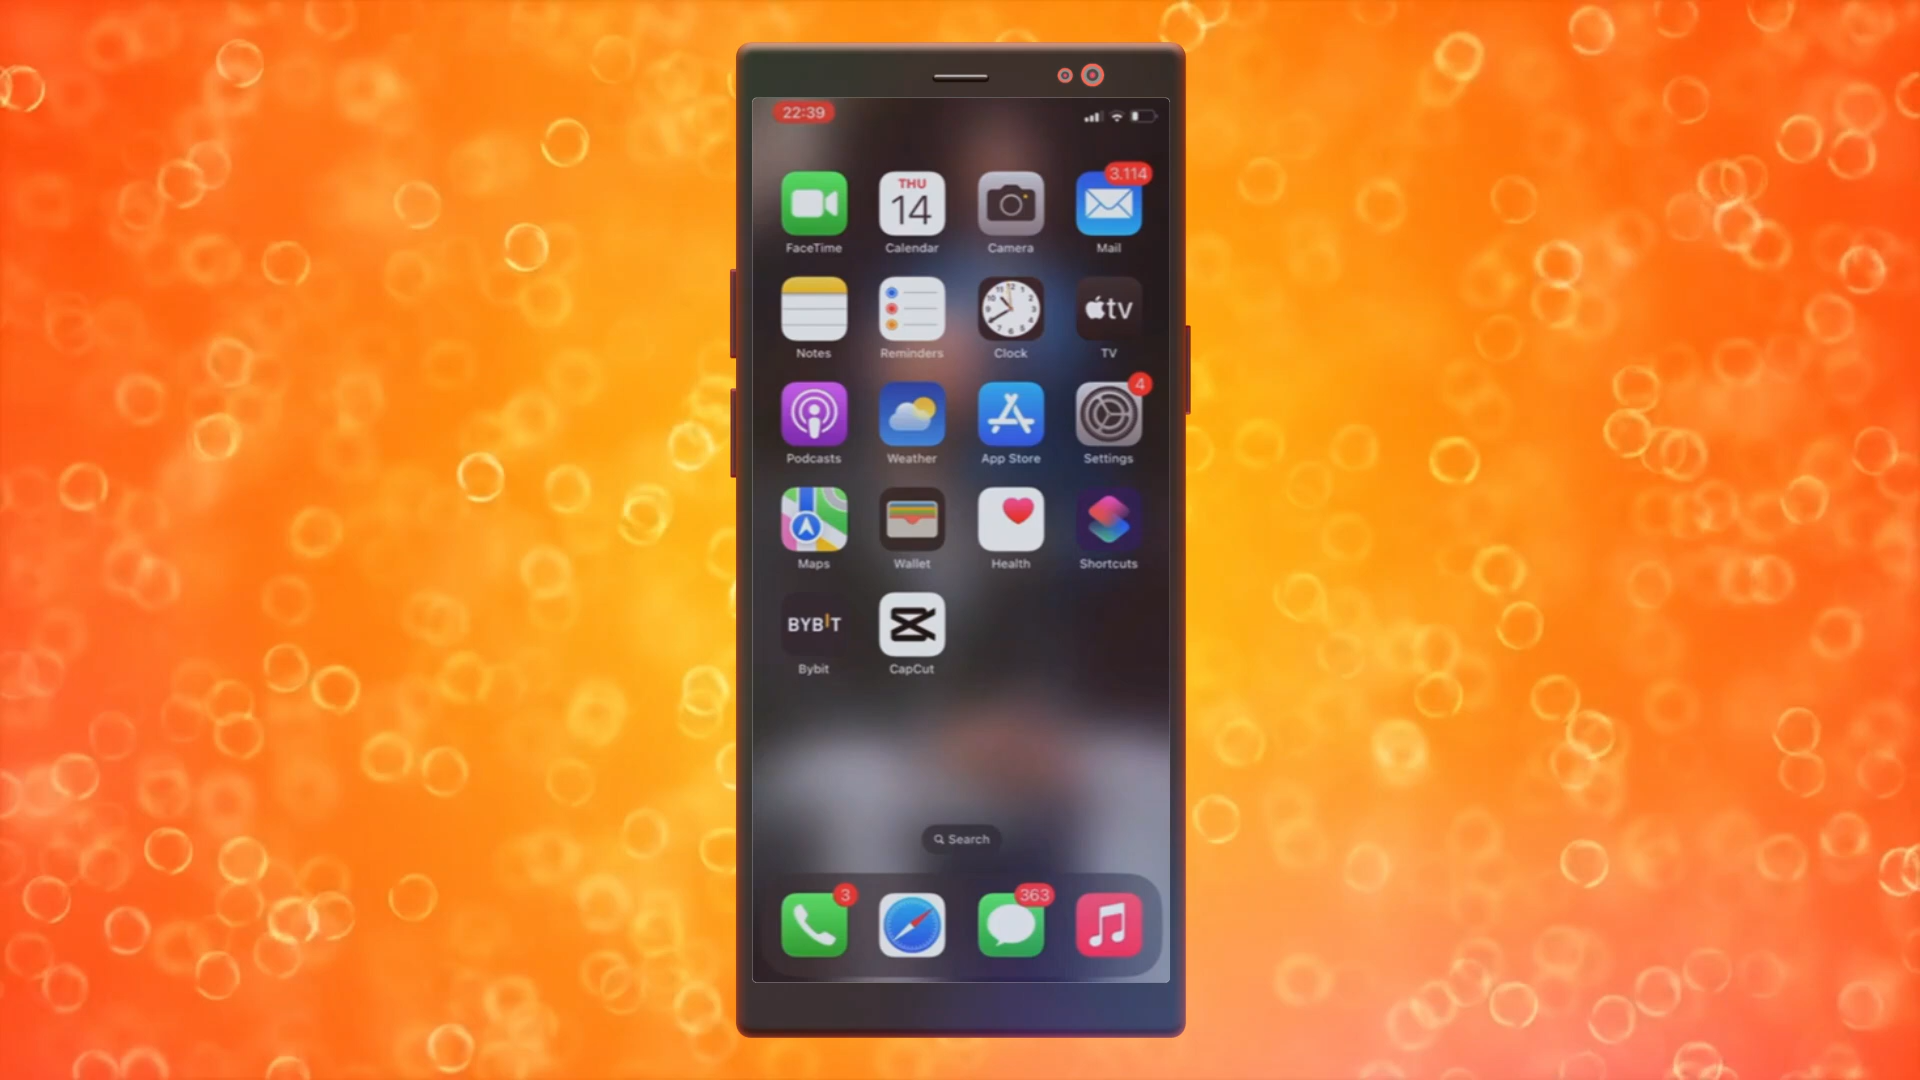 22:39
3.114
THU
14
FaceTime Calendar Camera Mail
tv
Notes Reminders Clock TV
4
Podcasts Weather App Store Settings
Maps Wallet Health Shortcuts
BYBIT
Bybit CapCut
Search
3 363